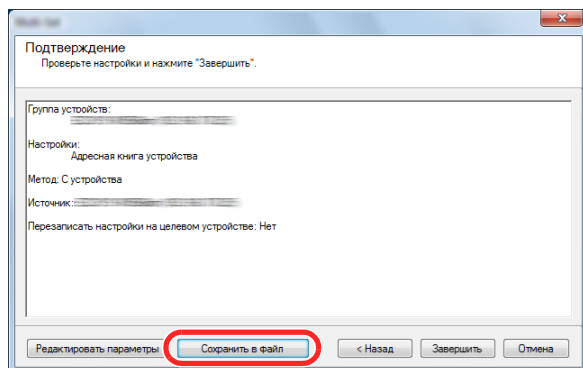 Подтверждение
Проверьте настройки и нажмите "Завершить".
Группа устройств:
Настройки:
Адресная книга устройства
Метод: С устройства
Источник:
Перезаписать настройки на целевом устройстве: Нет
Редактировать параметры Сохранить в файл < Назад Завершить Отмена